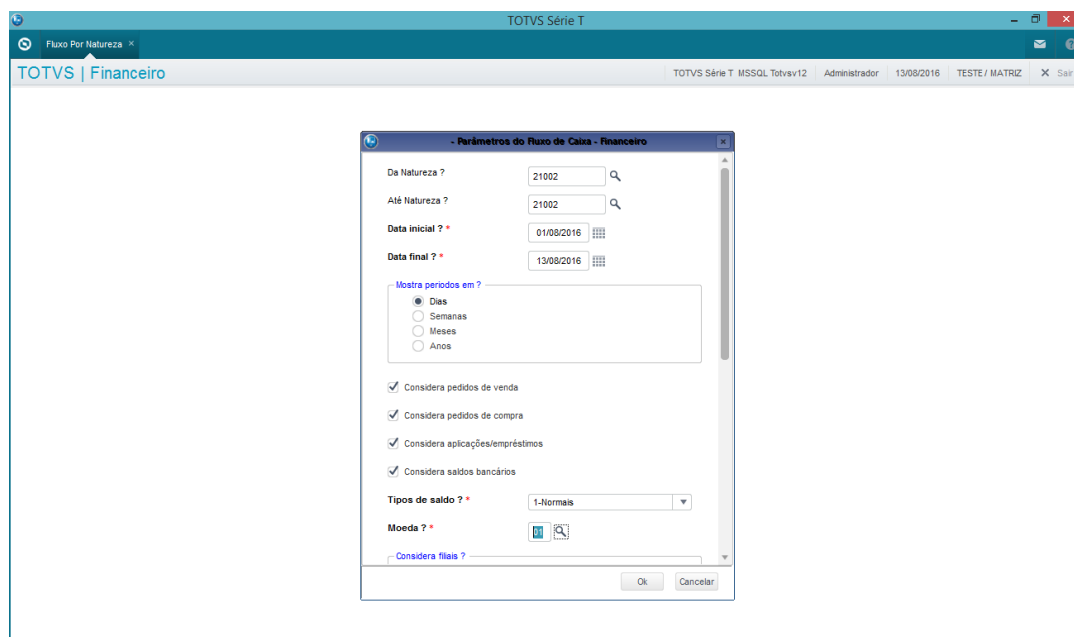 TOTVS Série T
Fluxo Por Natureza
TOTVS | Financeiro
TOTVS Série T MSSQL Totvsv12 Administrador 13/08/2016 TESTE / MATRIZ Sair
- Parâmetros do Fluxo de Caixa - Financeiro
Da Natureza ? 21002
Até Natureza ? 21002
Data inicial ? * 01/08/2016
Data final ? * 13/08/2016
Mostra periodos em ?
Dias
Semanas
Meses
Anos
Considera pedidos de venda
Considera pedidos de compra
Considera aplicações/empréstimos
Considera saldos bancários
Tipos de saldo ? * 1-Normais
Moeda ? * 01
Considera filiais ?
Ok Cancelar